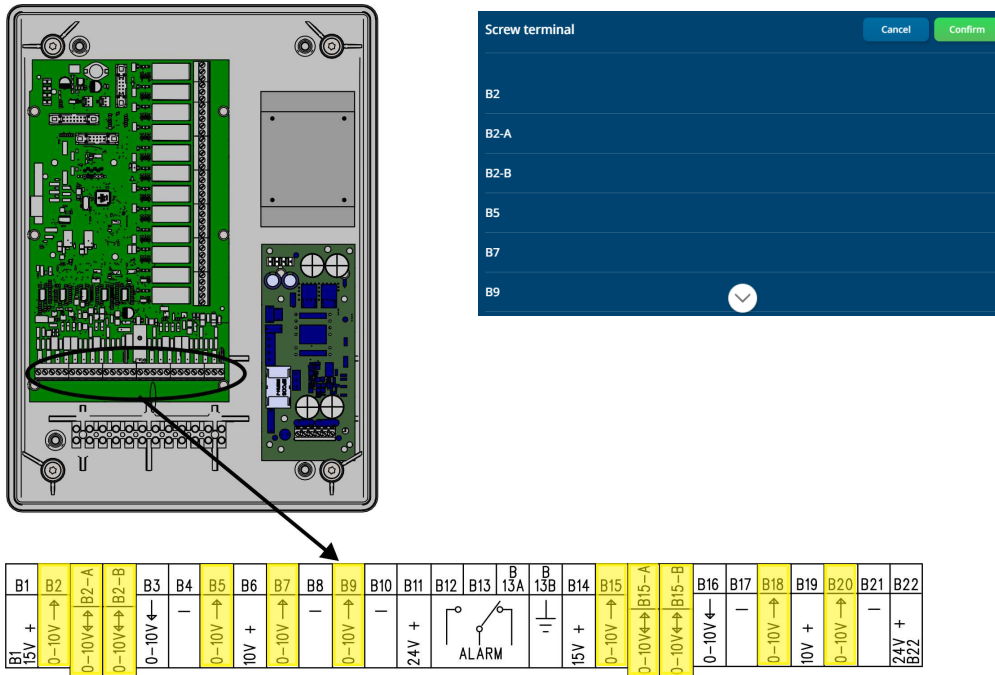 Screw terminal
Cancel
Confirm
B2
B2-A
B2-B
B5
B7
B9
B1 B2 B2-A B2-B B3 B4 B5 B6 B7 B8 B9 B10 B11 B12 B13 B 13A B 13B B14 B15 B15-A B15-B B16 B17 B18 B19 B20 B21 B22
B1 15V +
0-10V →
0-10V ↔
0-10V ↔
0-10V ←
–
0-10V →
10V +
0-10V →
–
0-10V →
–
24V +
ALARM
15V +
0-10V →
0-10V ↔
0-10V ↔
0-10V ←
–
0-10V →
10V +
0-10V →
–
24V + B22